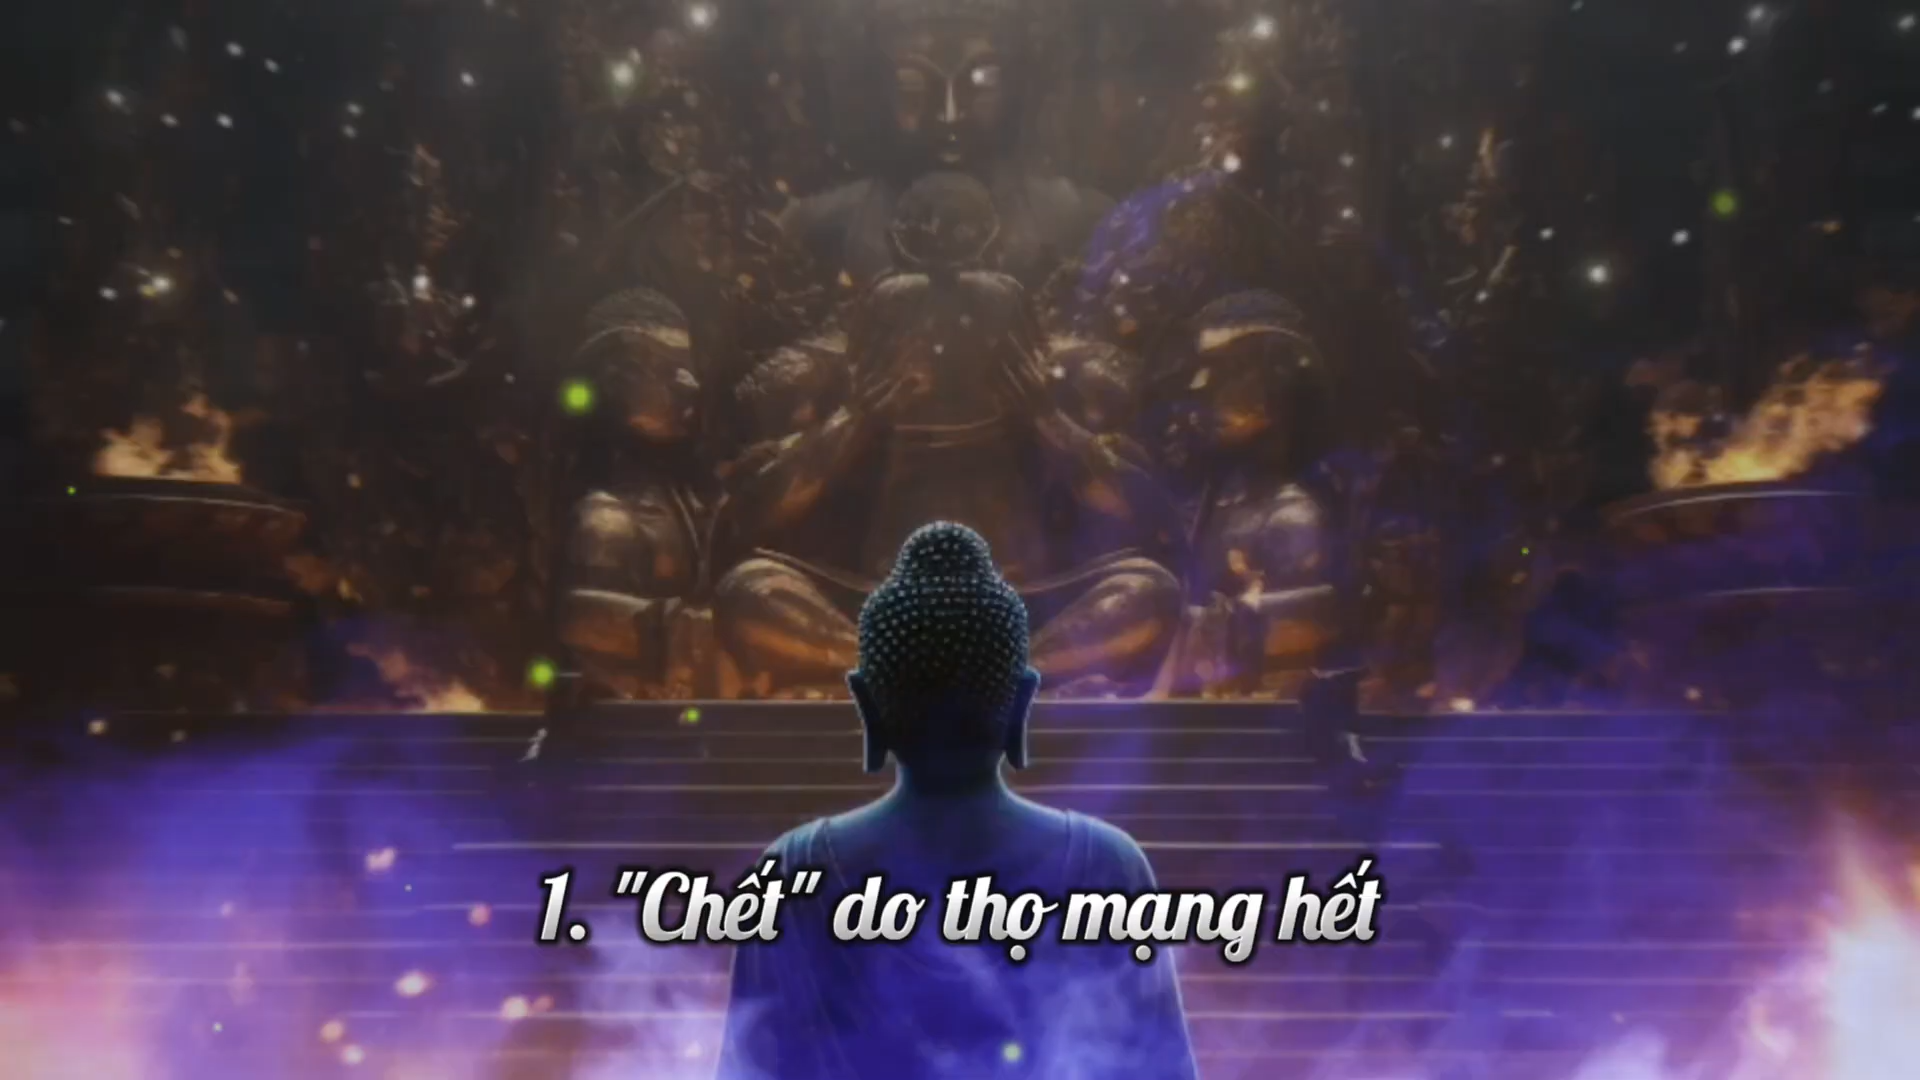 1. "Chết" do thọ mạng hết